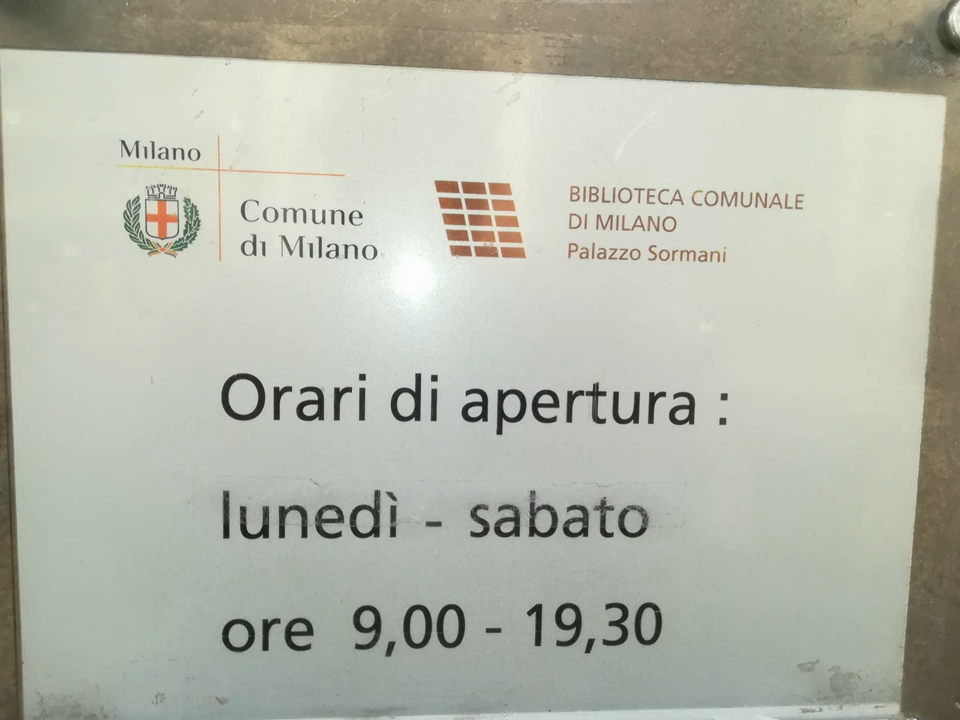 Milano
Comune
di Milano
BIBLIOTECA COMUNALE
DI MILANO
Palazzo Sormani
Orari di apertura :
lunedì - sabato
ore 9,00 - 19,30